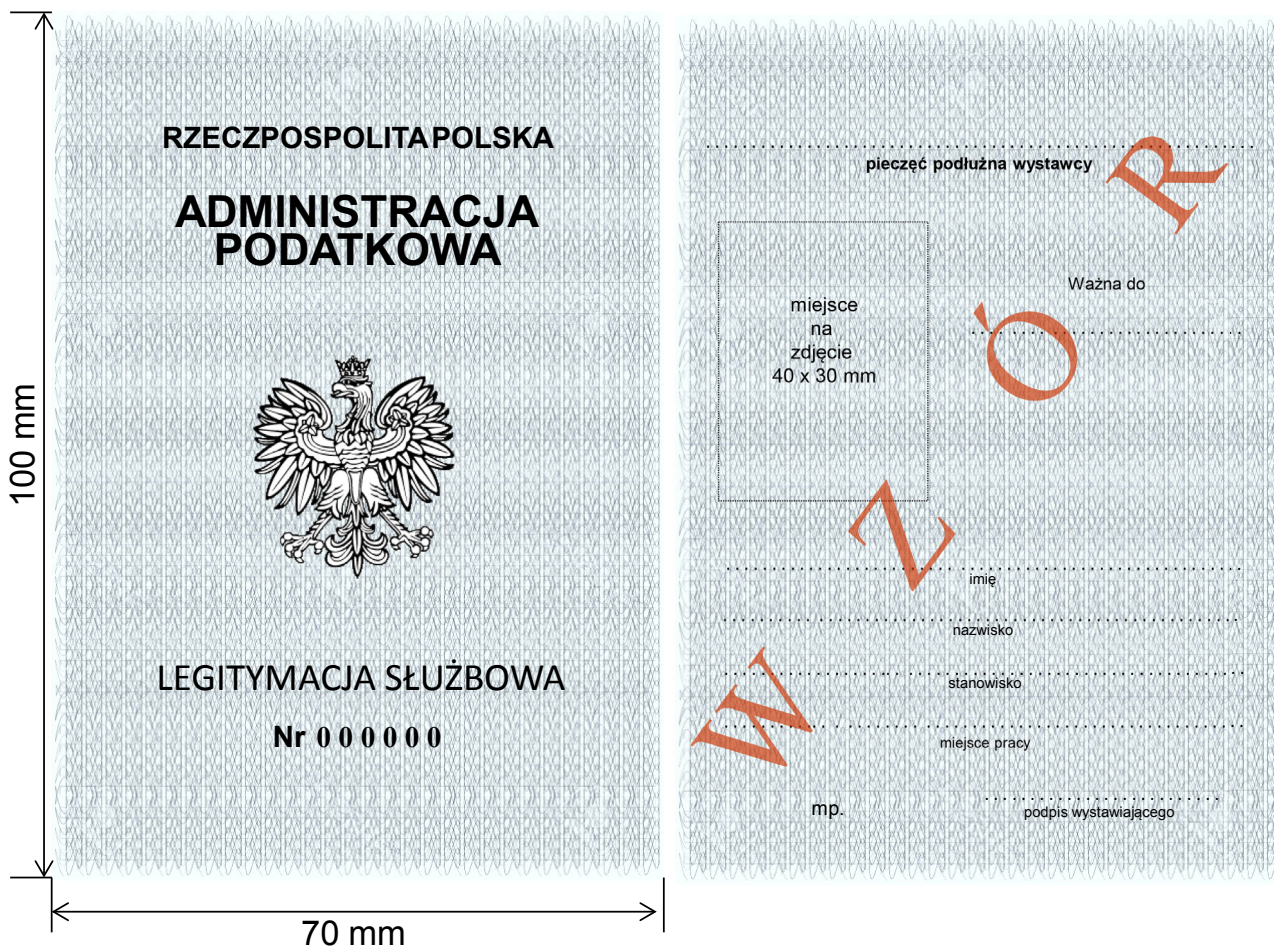 RZECZPOSPOLITA POLSKA
ADMINISTRACJA
PODATKOWA
LEGITYMACJA SŁUŻBOWA
Nr 000000
100 mm
70 mm
pieczęć podłużna wystawcy
miejsce
na
zdjęcie
40 x 30 mm
Ważna do
imię
nazwisko
stanowisko
miejsce pracy
mp.
podpis wystawiającego
WZÓR